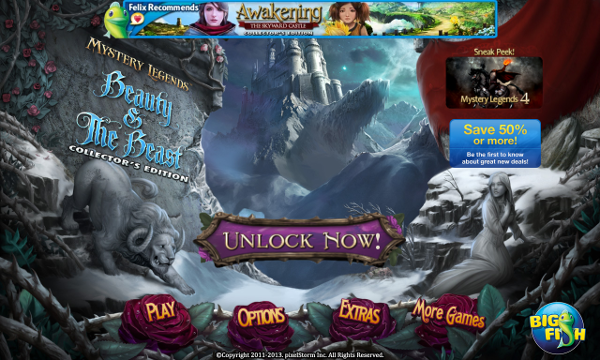 Felix Recommends
Awakening
THE SKYWARD CASTLE
COLLECTOR'S EDITION
MYSTERY LEGENDS
Beauty
&
The Beast
COLLECTOR'S EDITION
Sneak Peek!
Mystery Legends 4
Save 50%
or more!
Be the first to know
about great new deals!
UNLOCK NOW!
PLAY
OPTIONS
EXTRAS
MORE GAMES
BIG
FISH
©Copyright 2011-2013. pixelStorm Inc. All Rights Reserved.